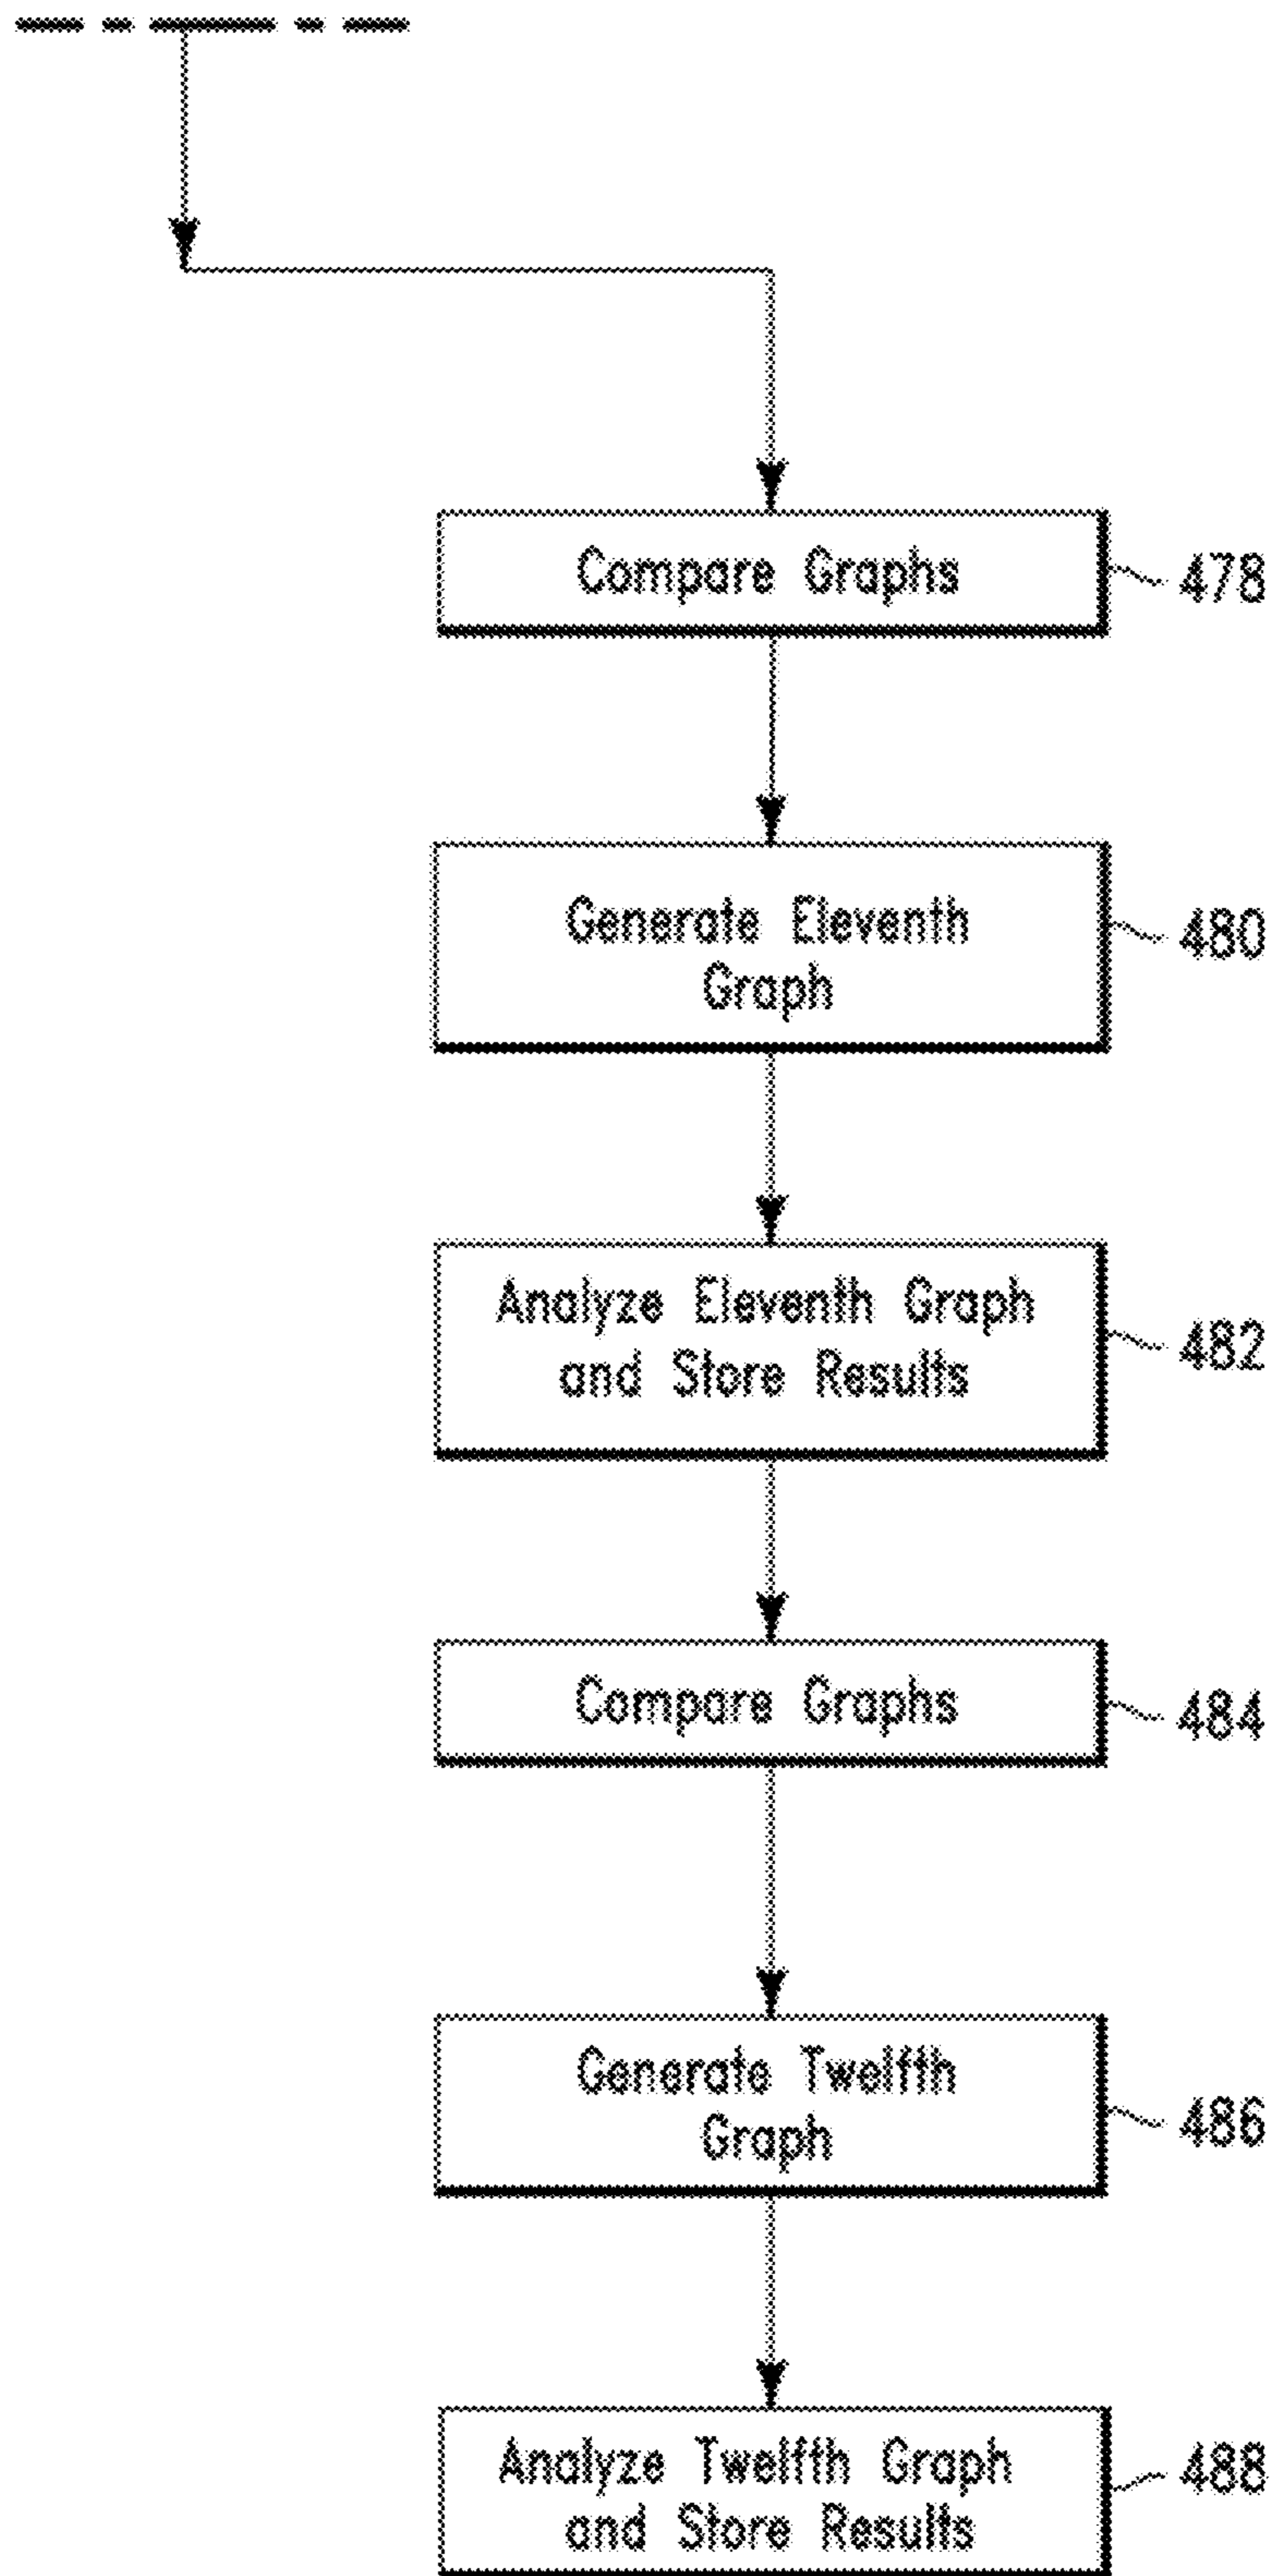 Compare Graphs
478
Generate Eleventh
Graph
480
Analyze Eleventh Graph
and Store Results
482
Compare Graphs
484
Generate Twelfth
Graph
486
Analyze Twelfth Graph
and Store Results
488